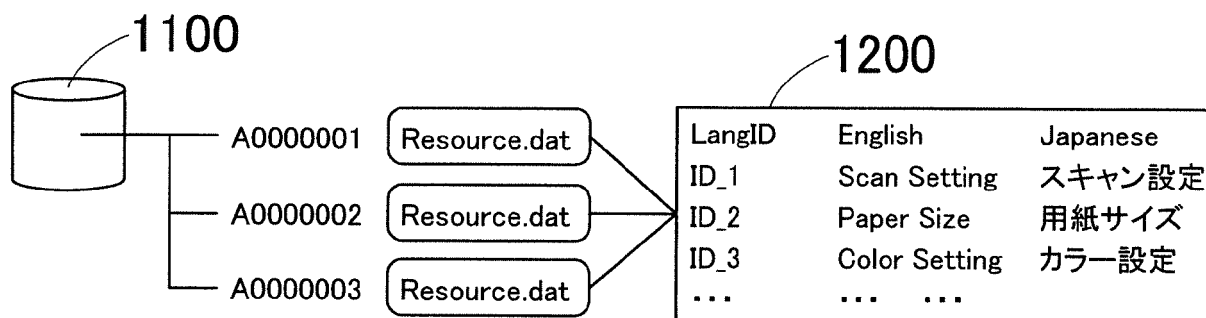 1100
1200
A0000001 Resource.dat
A0000002 Resource.dat
A0000003 Resource.dat
LangID English Japanese
ID_1 Scan Setting スキャン設定
ID_2 Paper Size 用紙サイズ
ID_3 Color Setting カラー設定
... ... ...